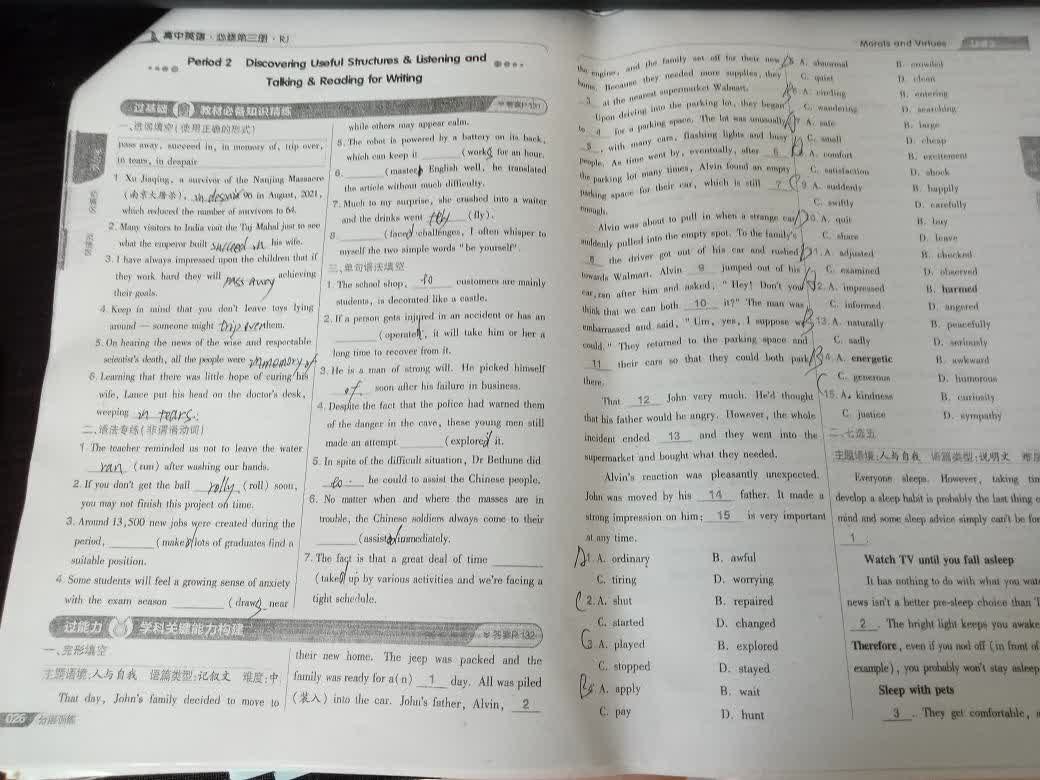 高中英语·必修第三册·RJ
Period 2 Discovering Useful Structures & Listening and
Talking & Reading for Writing
过基础 教材必备知识精练
答案P131
一、选词填空(使用正确的形式)
pass away, succeed in, in memory of, trip over,
in tears, in despair
1. Xu Jiaqing, a survivor of the Nanjing Massacre
(南京大屠杀), 96 in August, 2021,
which reduced the number of survivors to 64.
2. Many visitors to India visit the Taj Mahal just to see
what the emperor built succeed in his wife.
3. I have always impressed upon the children that if
they work hard they will pass away achieving
their goals.
4. Keep in mind that you don't leave toys lying
around — someone might trip over them.
5. On hearing the news of the wise and respectable
scientist's death, all the people were in memory of
6. Learning that there was little hope of curing his
wife, Lance put his head on the doctor's desk,
weeping in tears.
二、语法专练(非谓语动词)
1. The teacher reminded us not to leave the water
ran (run) after washing our hands.
2. If you don't get the ball rolly (roll) soon,
you may not finish this project on time.
3. Around 13,500 new jobs were created during the
period, (make) lots of graduates find a
suitable position.
4. Some students will feel a growing sense of anxiety
with the exam season (draw) near
while others may appear calm.
5. The robot is powered by a battery on its back,
which can keep it (work) for an hour.
6. (master) English well, he translated
the article without much difficulty.
7. Much to my surprise, she crashed into a waiter
and the drinks went (fly).
8. (face) challenges, I often whisper to
myself the two simple words "be yourself".
三、单句语法填空
1. The school shop, to customers are mainly
students, is decorated like a castle.
2. If a person gets injured in an accident or has an
(operate), it will take him or her a
long time to recover from it.
3. He is a man of strong will. He picked himself
of soon after his failure in business.
4. Despite the fact that the police had warned them
of the danger in the cave, these young men still
made an attempt (explore) it.
5. In spite of the difficult situation, Dr Bethune did
to he could to assist the Chinese people.
6. No matter when and where the masses are in
trouble, the Chinese soldiers always come to their
(assist) immediately.
7. The fact is that a great deal of time
(take) up by various activities and we're facing a
tight schedule.
过能力 学科关键能力构建
答案P132
一、完形填空
主题语境:人与自我 语篇类型:记叙文 难度:中
That day, John's family decided to move to
their new home. The jeep was packed and the
family was ready for a(n) 1 day. All was piled
(装入) into the car. John's father, Alvin, 2
026 分层训练
Morals and Virtues Unit 2
the engine, and the family set off for their new
home. Because they needed more supplies, they
3 at the nearest supermarket Walmart.
Upon driving into the parking lot, they began
to 4 for a parking space. The lot was unusually
5, with many cars, flashing lights and busy
people. As time went by, eventually, after 6
the parking lot many times, Alvin found an empty
parking space for their car, which is still 7
enough.
Alvin was about to pull in when a strange car
suddenly pulled into the empty spot. To the family's
8 the driver got out of his car and rushed
towards Walmart. Alvin 9 jumped out of his
car, ran after him and asked, "Hey! Don't you
think that we can both 10 it?" The man was
embarrassed and said, "Um, yes, I suppose we
could." They returned to the parking space and
11 their cars so that they could both park
there.
That 12 John very much. He'd thought
that his father would be angry. However, the whole
incident ended 13 and they went into the
supermarket and bought what they needed.
Alvin's reaction was pleasantly unexpected.
John was moved by his 14 father. It made a
strong impression on him; 15 is very important
at any time.
1. A. ordinary B. awful
C. tiring D. worrying
2. A. shut B. repaired
C. started D. changed
3. A. played B. explored
C. stopped D. stayed
4. A. apply B. wait
C. pay D. hunt
A. abnormal B. crowded
C. quiet D. clean
A. circling B. entering
C. wandering D. searching
A. safe B. large
C. small D. cheap
A. comfort B. excitement
C. satisfaction D. shock
9. A. suddenly B. happily
C. swiftly D. carefully
10. A. quit B. buy
C. share D. leave
11. A. adjusted B. checked
C. examined D. observed
12. A. impressed B. harmed
C. informed D. angered
13. A. naturally B. peacefully
C. sadly D. seriously
14. A. energetic B. awkward
C. generous D. humorous
15. A. kindness B. curiosity
C. justice D. sympathy
二、七选五
主题语境:人与自我 语篇类型:说明文
Everyone sleeps. However, taking
develop a sleep habit is probably the last thing
mind and some sleep advice simply can't be
1.
Watch TV until you fall asleep
It has nothing to do with what you
news isn't a better pre-sleep choice than
2. The bright light keeps you awake
Therefore, even if you nod off (in front of
example), you probably won't stay asleep
Sleep with pets
3. They get comfortable,